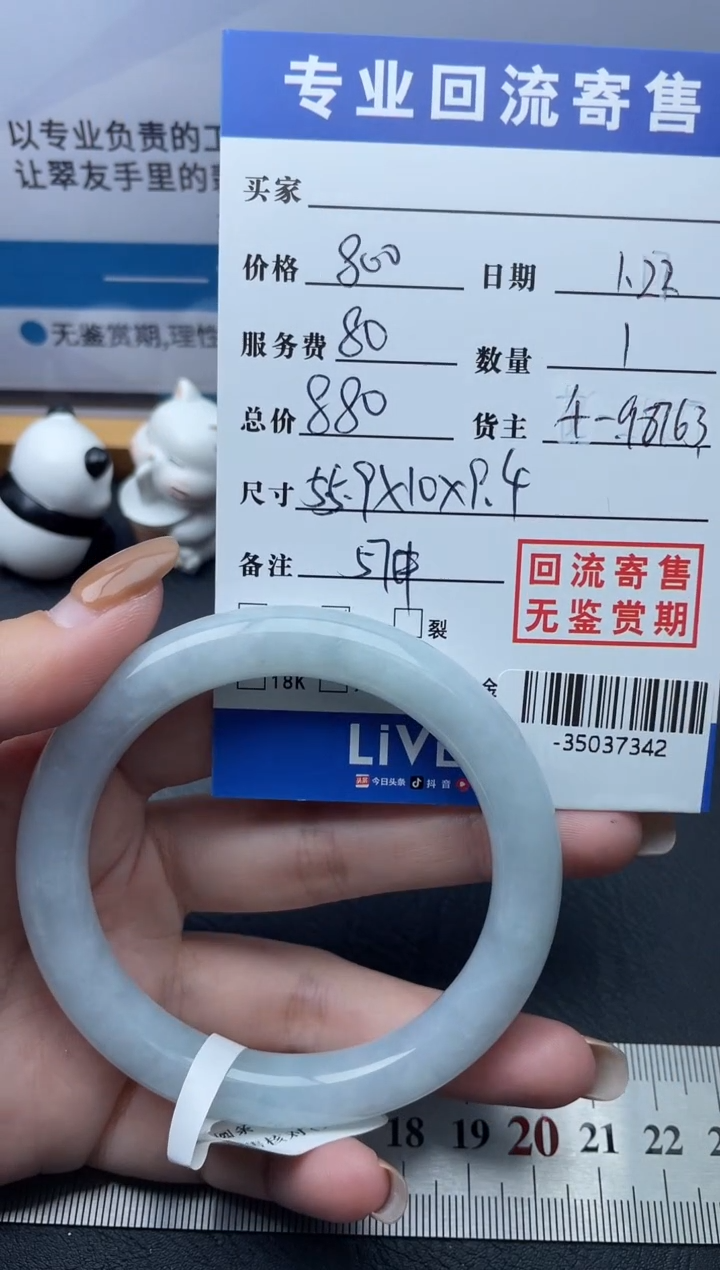 专业回流寄售
以专业负责的工
让翠友手里的
买家
价格 800 日期 1.22
无鉴赏期,理性
服务费 80 数量 1
总价 880 货主 4-98763
尺寸 55.9X10X9.4
备注 57中
回流寄售
无鉴赏期
裂
18K 金
-35037342
LiVE
今日头条 抖音
18 19 20 21 22 2